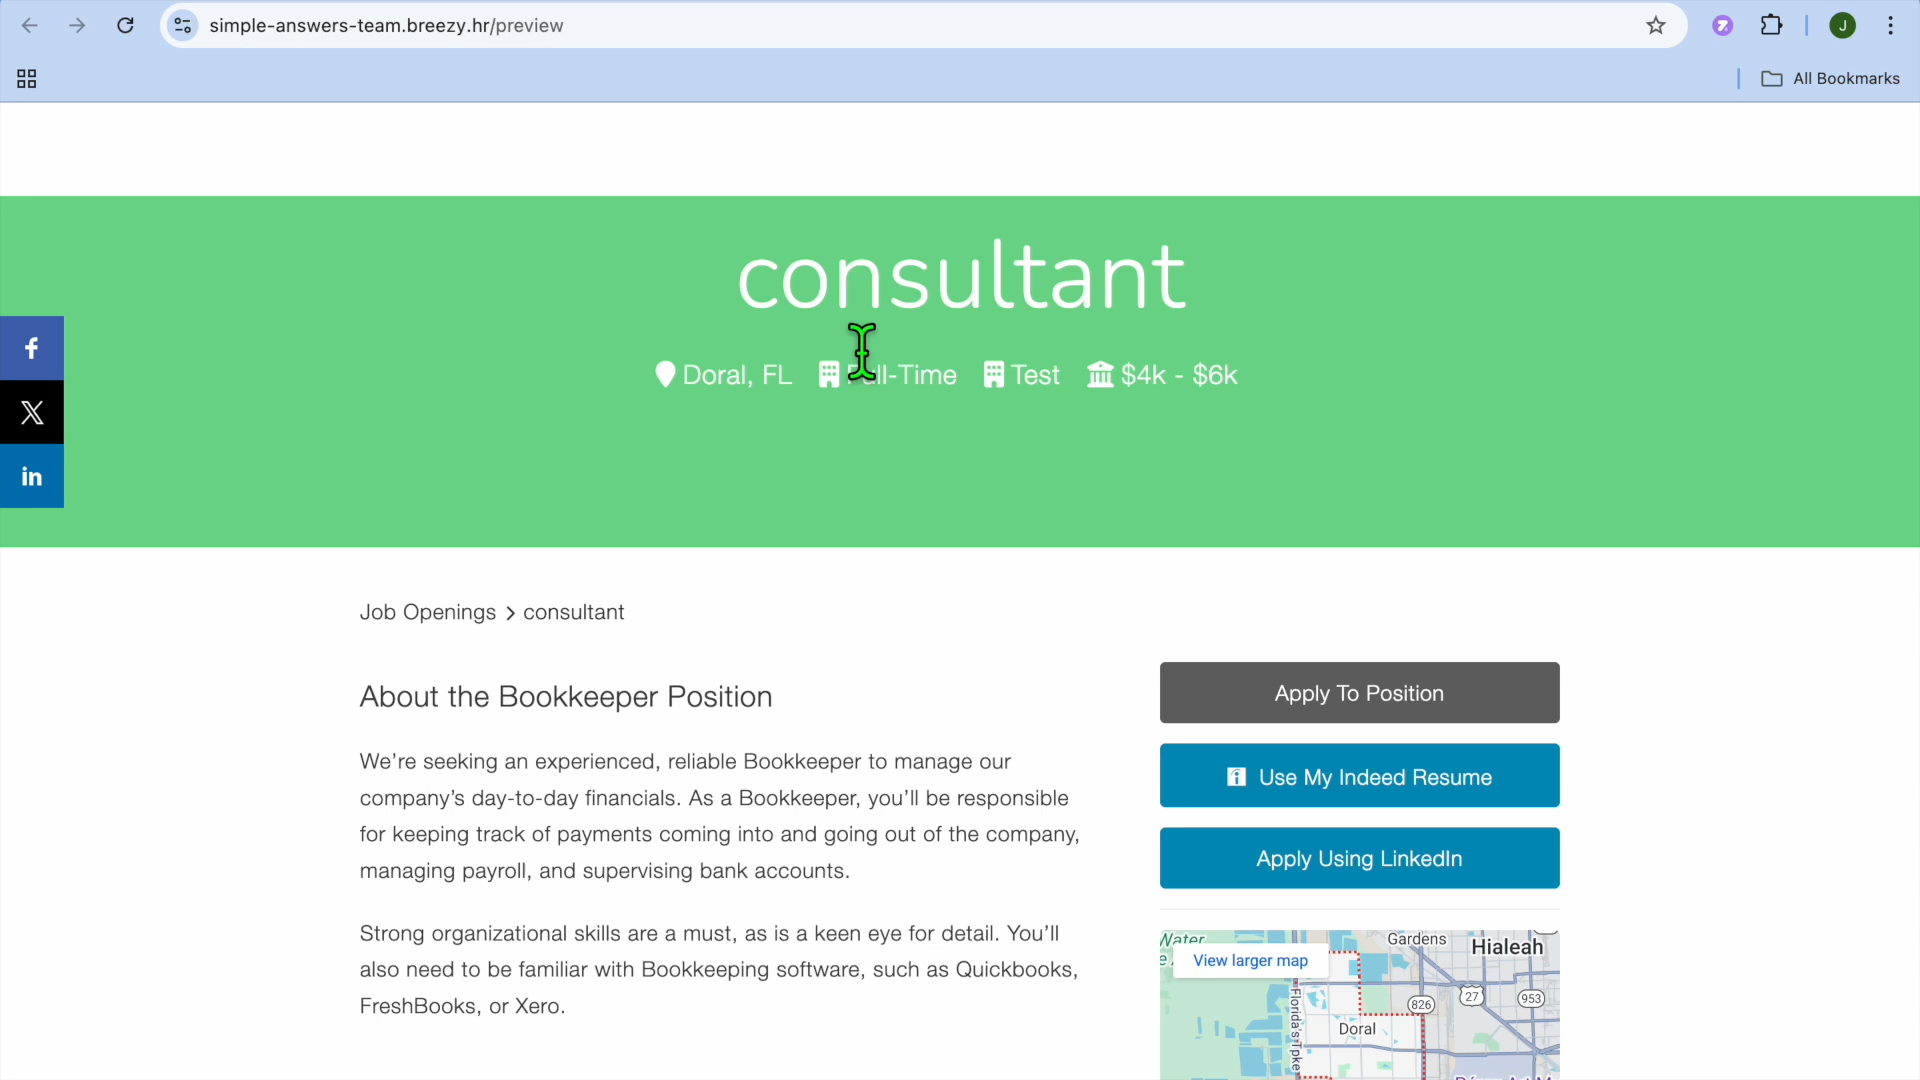 simple-answers-team.breezy.hr/preview
J
All Bookmarks
consultant
Doral, FL Full-Time Test $4k - $6k
f
X
in
Job Openings > consultant
About the Bookkeeper Position
We’re seeking an experienced, reliable Bookkeeper to manage our
company’s day-to-day financials. As a Bookkeeper, you’ll be responsible
for keeping track of payments coming into and going out of the company,
managing payroll, and supervising bank accounts.
Strong organizational skills are a must, as is a keen eye for detail. You’ll
also need to be familiar with Bookkeeping software, such as Quickbooks,
FreshBooks, or Xero.
Apply To Position
Use My Indeed Resume
Apply Using LinkedIn
Water
View larger map
Gardens
Hialeah
27
953
826
Florida's Tpke
Doral